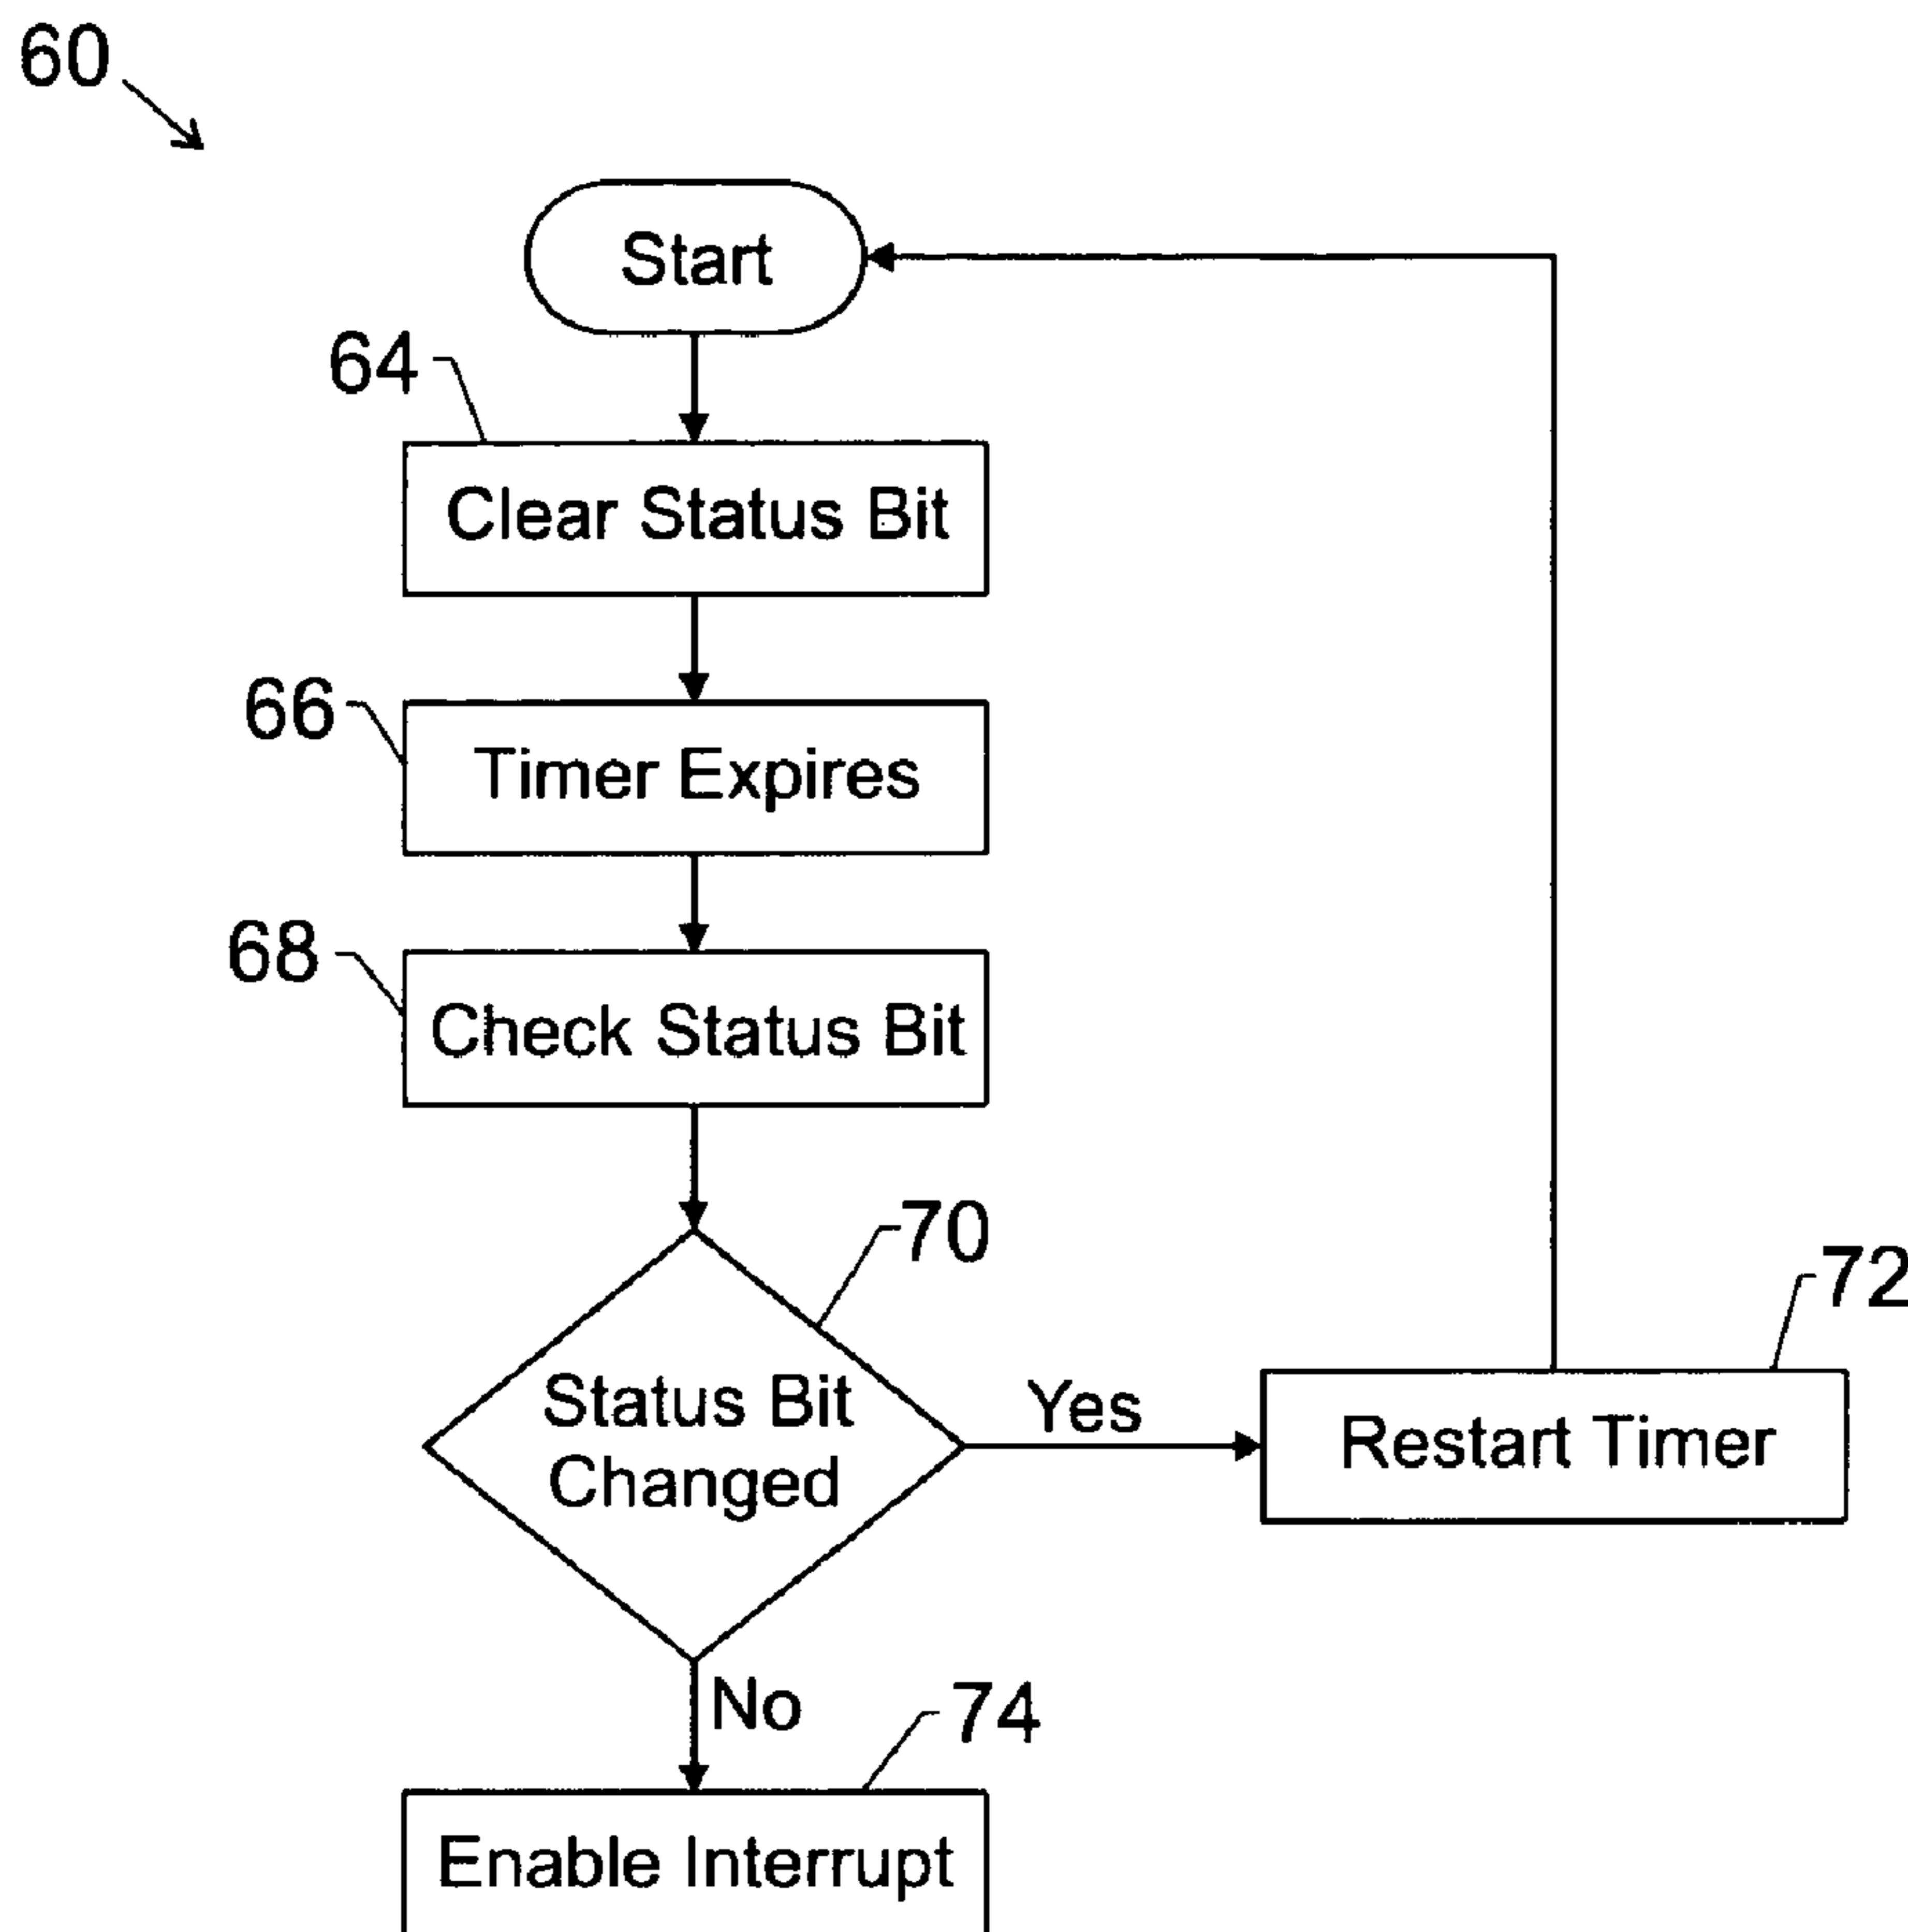 60
Start
64
Clear Status Bit
66
Timer Expires
68
Check Status Bit
70
Status Bit
Changed
Yes
72
Restart Timer
No
74
Enable Interrupt